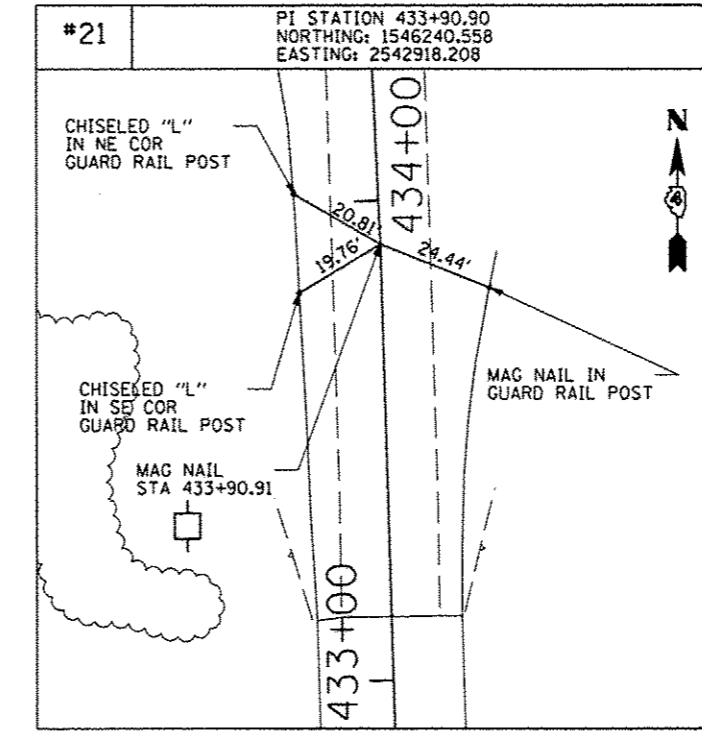 #21
PI STATION 433+90.90
NORTHING: 1546240.558
EASTING: 2542918.208
CHISELED "L"
IN NE COR
GUARD RAIL POST
434+00
N
20.81'
19.76'
24.44'
CHISELED "L"
IN SE COR
GUARD RAIL POST
MAG NAIL IN
GUARD RAIL POST
MAG NAIL
STA 433+90.91
433+00